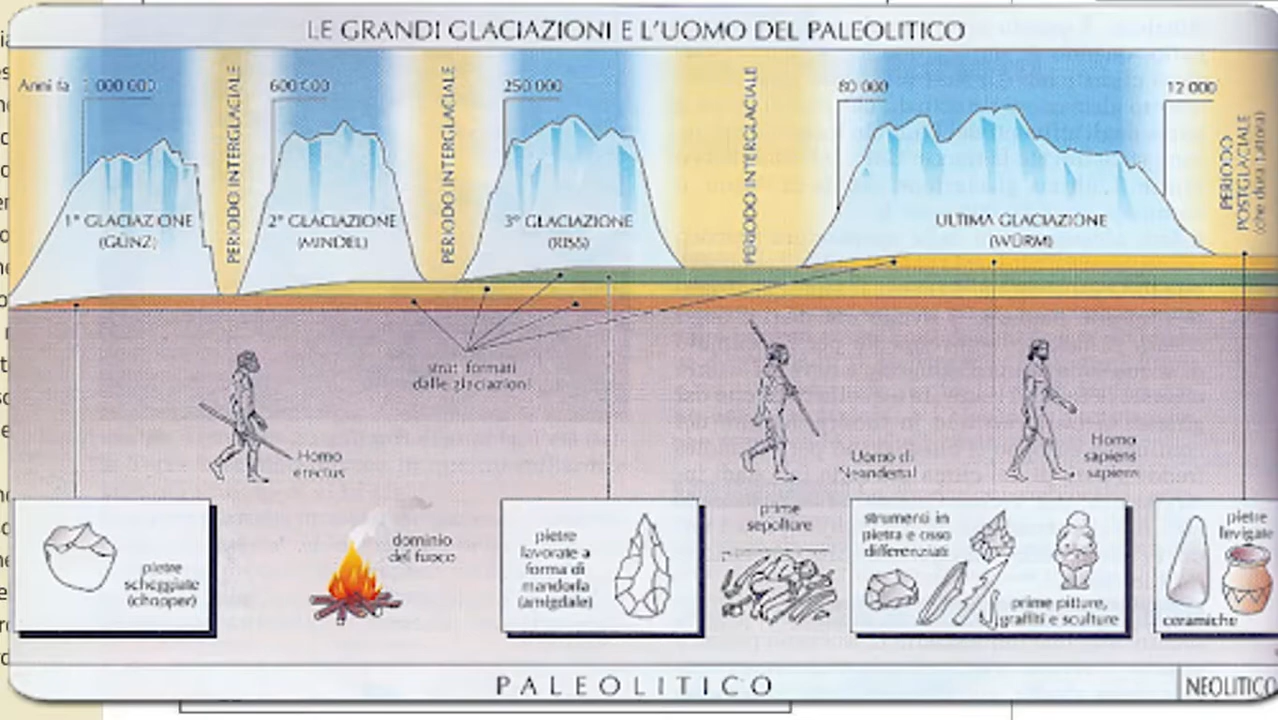 LE GRANDI GLACIAZIONI E L'UOMO DEL PALEOLITICO
Anni fa
000 000
600 000
250 000
80 000
12 000
PERIODO INTERGLACIALE
PERIODO INTERGLACIALE
PERIODO INTERGLACIALE
PERIODO
POSTGLACIALE
(che dura tuttora)
1ª GLACIAZIONE
(GÜNZ)
2ª GLACIAZIONE
(MINDEL)
3ª GLACIAZIONE
(RISS)
ULTIMA GLACIAZIONE
(WÜRM)
strati formati
dalle glaciazioni
Homo
erectus
Uomo di
Neandertal
Homo
sapiens
sapiens
pietre
scheggiate
(chopper)
dominio
del fuoco
pietre
lavorate a
forma di
mandorla
(amigdale)
prime
sepolture
strumenti in
pietra e osso
differenziati
prime pitture,
graffiti e sculture
pietre
levigate
ceramiche
PALEOLITICO
NEOLITICO